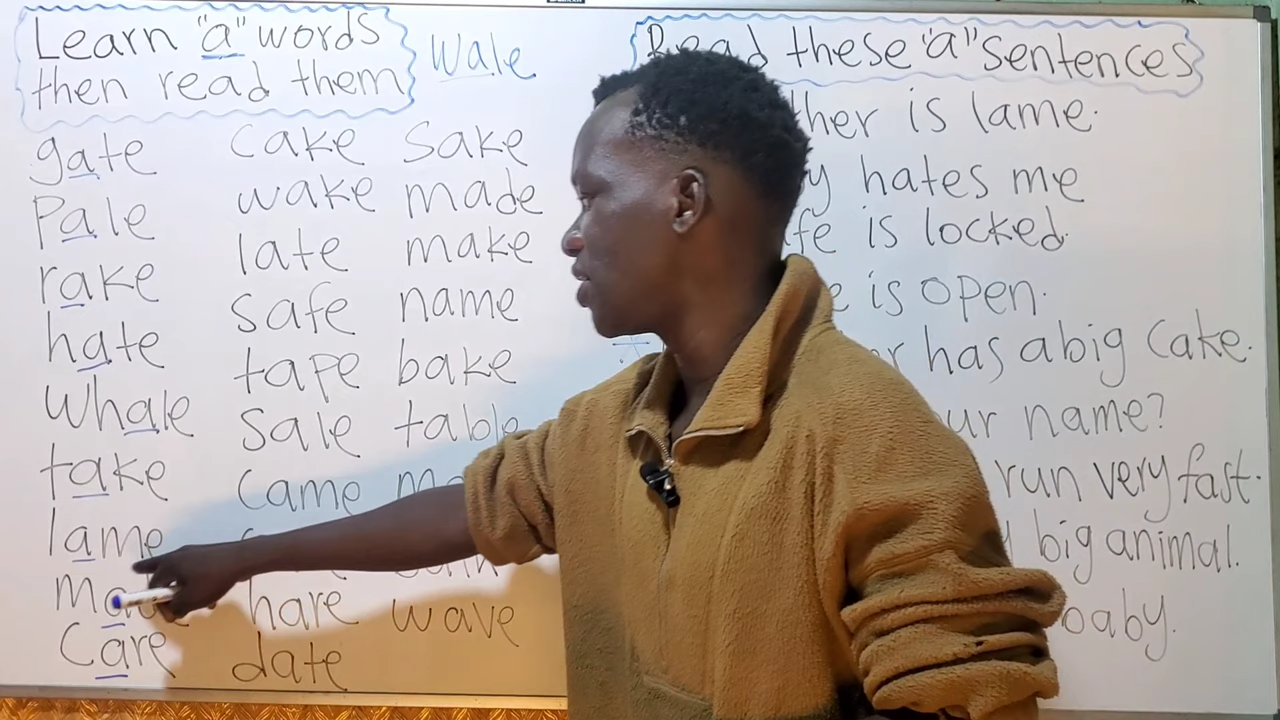 Learn "a" words
then read them
Wale
gate cake sake
Pale wake made
rake late make
hate safe name
Whale tape bake
take sale table
lame came
care hare wave
date
Read these "a" Sentences
is lame.
hates me
is locked.
is open.
has a big cake.
name?
run very fast.
big animal.
baby.